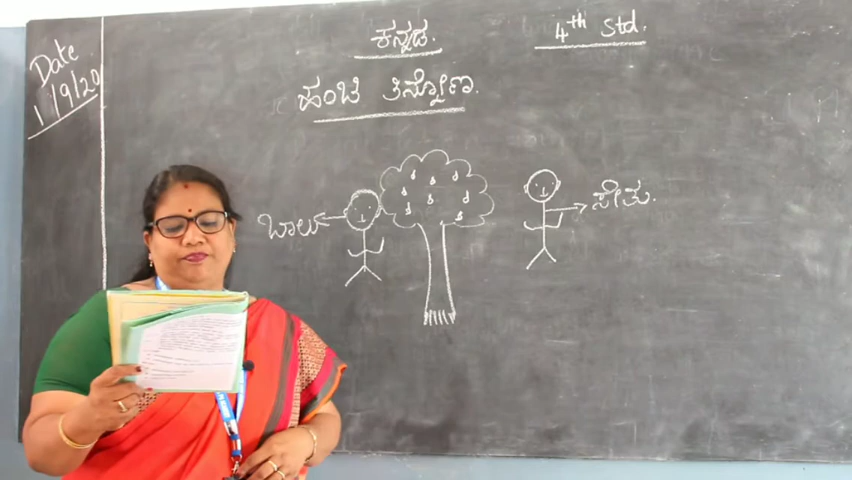 Date
1/9/20
ಕನ್ನಡ.
4th Std.
ಹಂಚಿ ತಿನ್ನೋಣ.
ಬಾಲು
ಸೇತು.